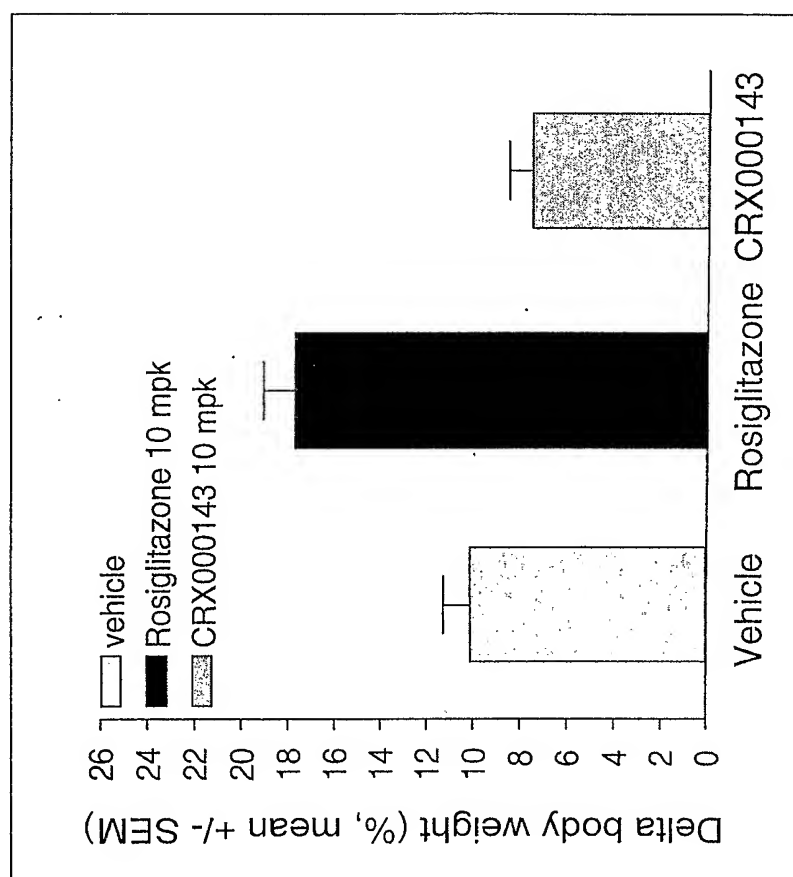 vehicle
Rosiglitazone 10 mpk
CRX000143 10 mpk
Delta body weight (%, mean +/- SEM)
26
24
22
20
18
16
14
12
10
8
6
4
2
0
Vehicle Rosiglitazone CRX000143